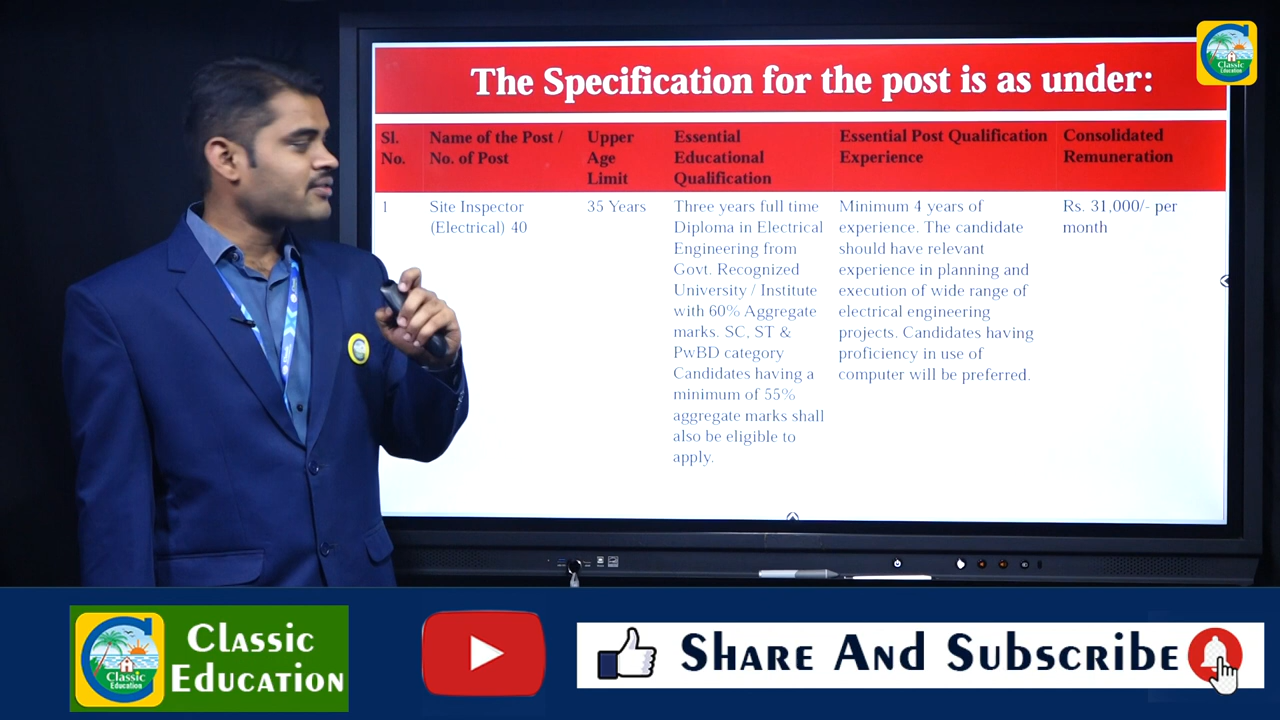 The Specification for the post is as under:
Classic
Education
Sl.
No.
Name of the Post /
No. of Post
Upper
Age
Limit
Essential
Educational
Qualification
Essential Post Qualification
Experience
Consolidated
Remuneration
1
Site Inspector
(Electrical) 40
35 Years
Three years full time
Diploma in Electrical
Engineering from
Govt. Recognized
University / Institute
with 60% Aggregate
marks. SC, ST &
PwBD category
Candidates having a
minimum of 55%
aggregate marks shall
also be eligible to
apply.
Minimum 4 years of
experience. The candidate
should have relevant
experience in planning and
execution of wide range of
electrical engineering
projects. Candidates having
proficiency in use of
computer will be preferred.
Rs. 31,000/- per
month
Classic
Education
Classic
Education
Share And Subscribe